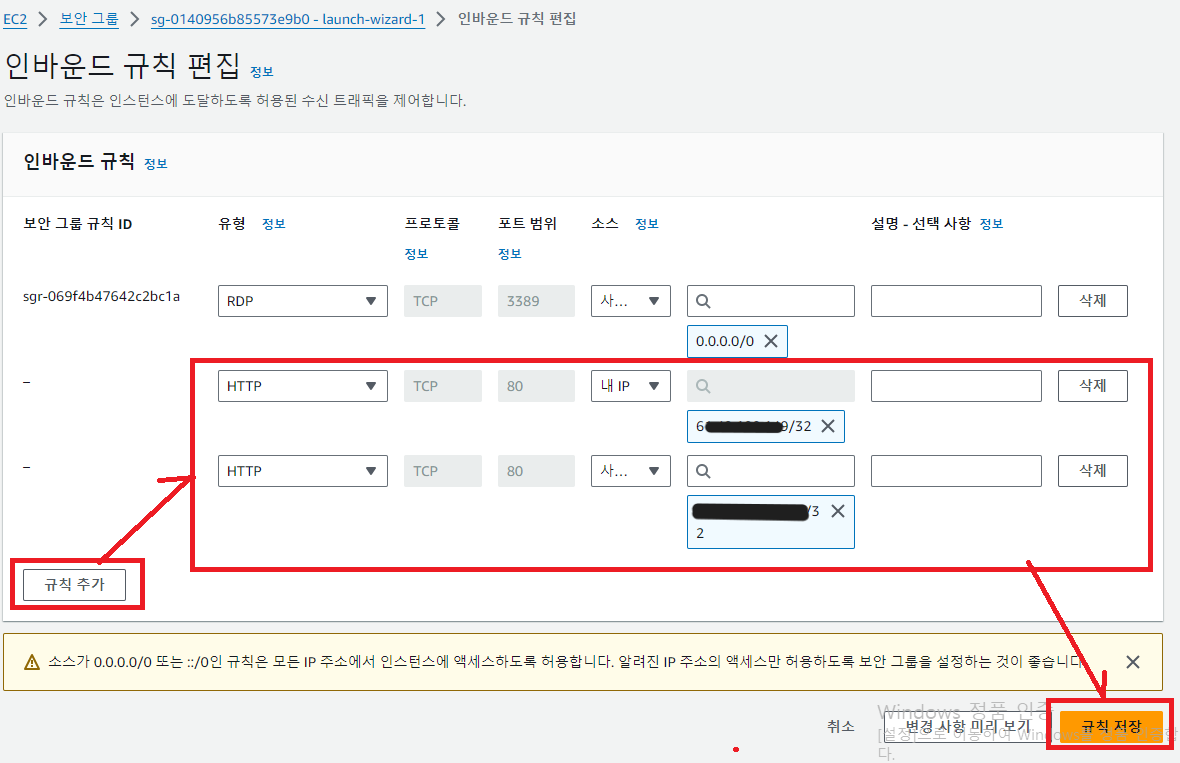 EC2 > 보안 그룹 > sg-0140956b85573e9b0 - launch-wizard-1 > 인바운드 규칙 편집
인바운드 규칙 편집 정보
인바운드 규칙은 인스턴스에 도달하도록 허용된 수신 트래픽을 제어합니다.
인바운드 규칙 정보
보안 그룹 규칙 ID 유형 정보 프로토콜 포트 범위 소스 정보 설명 - 선택 사항 정보
정보 정보
sgr-069f4b47642c2bc1a RDP TCP 3389 사... 삭제
0.0.0.0/0
– HTTP TCP 80 내 IP 삭제
6 9/32
– HTTP TCP 80 사... 삭제
/3
2
규칙 추가
소스가 0.0.0.0/0 또는 ::/0인 규칙은 모든 IP 주소에서 인스턴스에 액세스하도록 허용합니다. 알려진 IP 주소의 액세스만 허용하도록 보안 그룹을 설정하는 것이 좋습니다
Windows 정품 인증
취소 변경 사항 미리 보기 규칙 저장
[설정]으로 이동하여 Windows를
다.